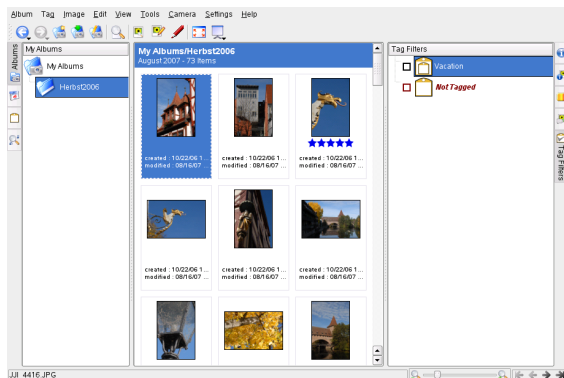 Album Tag Image Edit View Tools Camera Settings Help
Albums
My Albums
My Albums
Herbst2006
My Albums/Herbst2006
August 2007 - 73 Items
created : 10/22/06 1...
modified : 08/16/07 ...
created : 10/22/06 1...
modified : 08/16/07 ...
created : 10/22/06 1...
modified : 08/16/07 ...
created : 10/22/06 1...
modified : 08/16/07 ...
created : 10/22/06 1...
modified : 08/16/07 ...
created : 10/22/06 1...
modified : 08/16/07 ...
Tag Filters
Vacation
Not Tagged
Tag Filters
JJI_4416.JPG